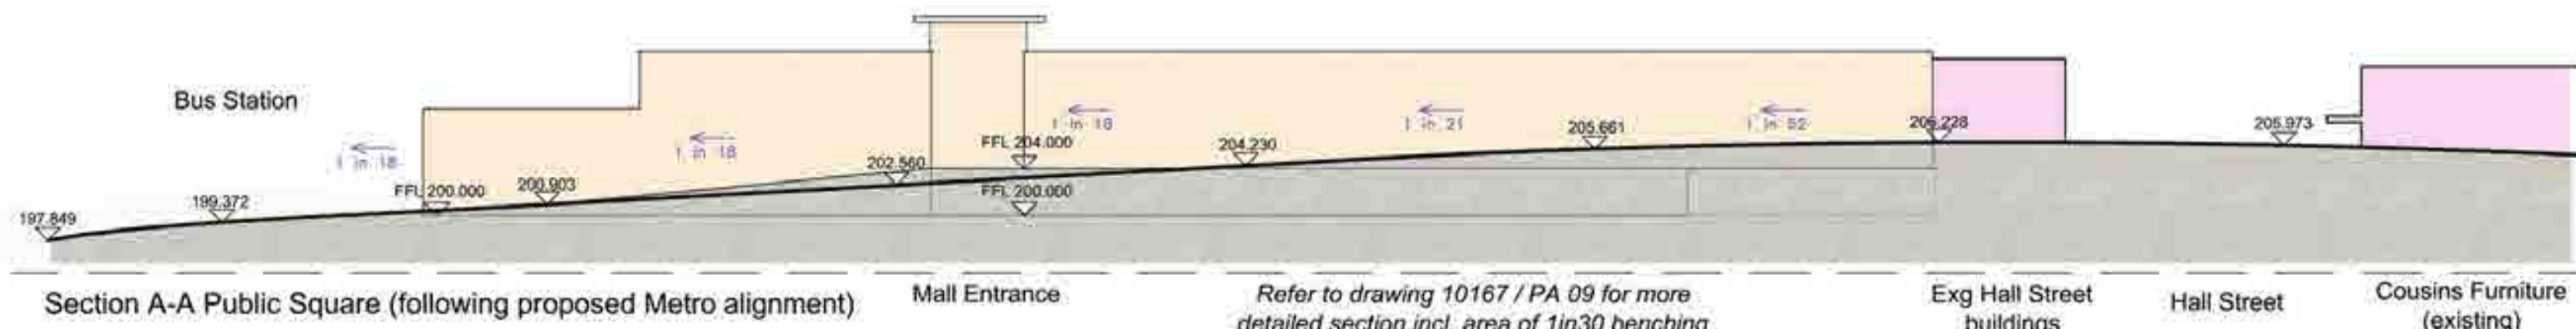 Bus Station
1 in 18
1 in 18
1 in 18
1 in 21
1 in 52
197.849
199.372
FFL 200.000
200.903
202.560
FFL 204.000
FFL 200.000
204.230
205.661
206.228
205.973
Section A-A Public Square (following proposed Metro alignment)
Mall Entrance
Refer to drawing 10167 / PA 09 for more
detailed section incl. area of 1in30 benching
Exg Hall Street
buildings
Hall Street
Cousins Furniture
(existing)